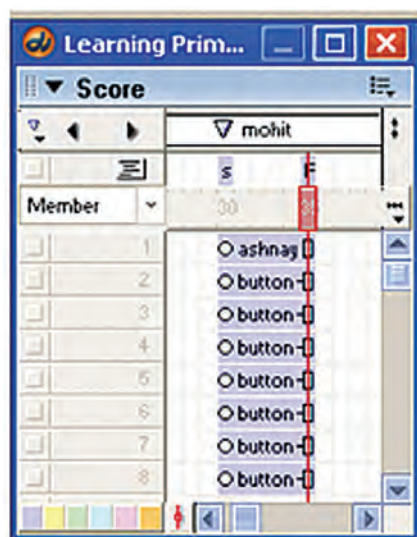 Learning Prim...
Score
mohit
s
Member 30
1 ashnay
2 button
3 button
4 button
5 button
6 button
7 button
8 button